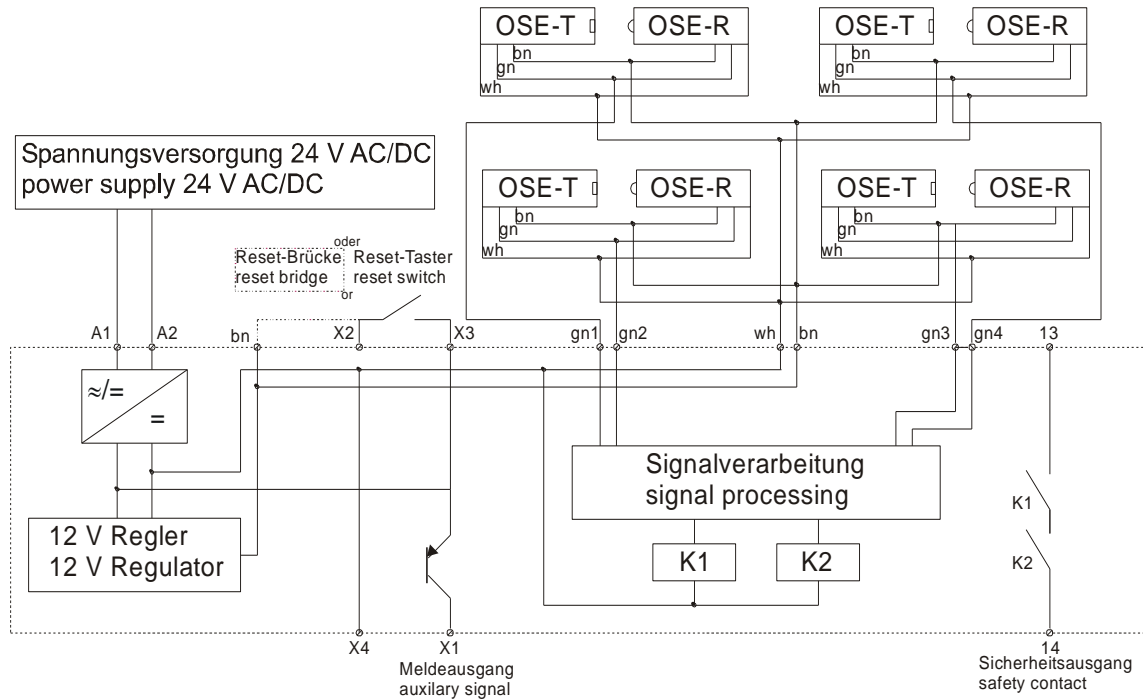 OSE-T OSE-R OSE-T OSE-R
bn bn
gn gn
wh wh
Spannungsversorgung 24 V AC/DC
power supply 24 V AC/DC
OSE-T OSE-R OSE-T OSE-R
bn bn
gn gn
wh wh
oder
Reset-Brücke Reset-Taster
reset bridge reset switch
or
A1 A2 bn X2 X3 gn1 gn2 wh bn gn3 gn4 13
≈/=
=
Signalverarbeitung
signal processing
12 V Regler
12 V Regulator
K1 K2
K1
K2
X4 X1 14
Meldeausgang
auxilary signal
Sicherheitsausgang
safety contact